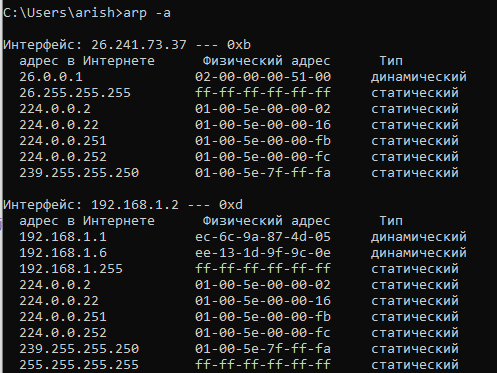 C:\Users\arish>arp -a
Интерфейс: 26.241.73.37 --- 0xb
адрес в Интернете Физический адрес Тип
26.0.0.1 02-00-00-00-51-00 динамический
26.255.255.255 ff-ff-ff-ff-ff-ff статический
224.0.0.2 01-00-5e-00-00-02 статический
224.0.0.22 01-00-5e-00-00-16 статический
224.0.0.251 01-00-5e-00-00-fb статический
224.0.0.252 01-00-5e-00-00-fc статический
239.255.255.250 01-00-5e-7f-ff-fa статический
Интерфейс: 192.168.1.2 --- 0xd
адрес в Интернете Физический адрес Тип
192.168.1.1 ec-6c-9a-87-4d-05 динамический
192.168.1.6 ee-13-1d-9f-9c-0e динамический
192.168.1.255 ff-ff-ff-ff-ff-ff статический
224.0.0.2 01-00-5e-00-00-02 статический
224.0.0.22 01-00-5e-00-00-16 статический
224.0.0.251 01-00-5e-00-00-fb статический
224.0.0.252 01-00-5e-00-00-fc статический
239.255.255.250 01-00-5e-7f-ff-fa статический
255.255.255.255 ff-ff-ff-ff-ff-ff статический